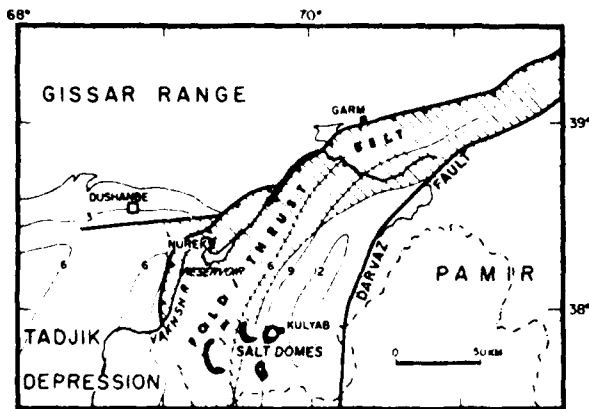 68°
70°
GISSAR RANGE
GARM
39°
BELT
DUSHANBE
3
FOLD / THRUST
FAULT
NUREK
RESERVOIR
6
6
6
9
12
DARVAZ
PAMIR
38°
KULYAB
TADJIK
SALT DOMES
0
50 KM
DEPRESSION